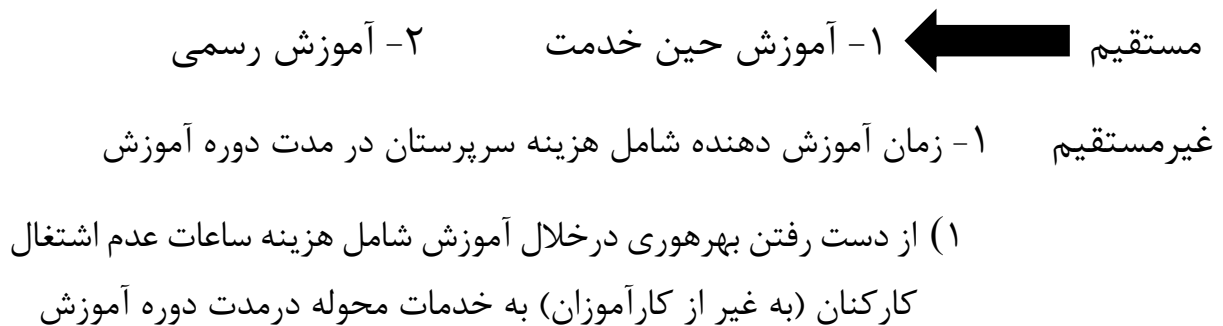 مستقیم ۱- آموزش حین خدمت ۲- آموزش رسمی
غیرمستقیم ۱- زمان آموزش دهنده شامل هزینه سرپرستان در مدت دوره آموزش
۱) از دست رفتن بهرهوری درخلال آموزش شامل هزینه ساعات عدم اشتغال
کارکنان (به غیر از کارآموزان) به خدمات محوله درمدت دوره آموزش